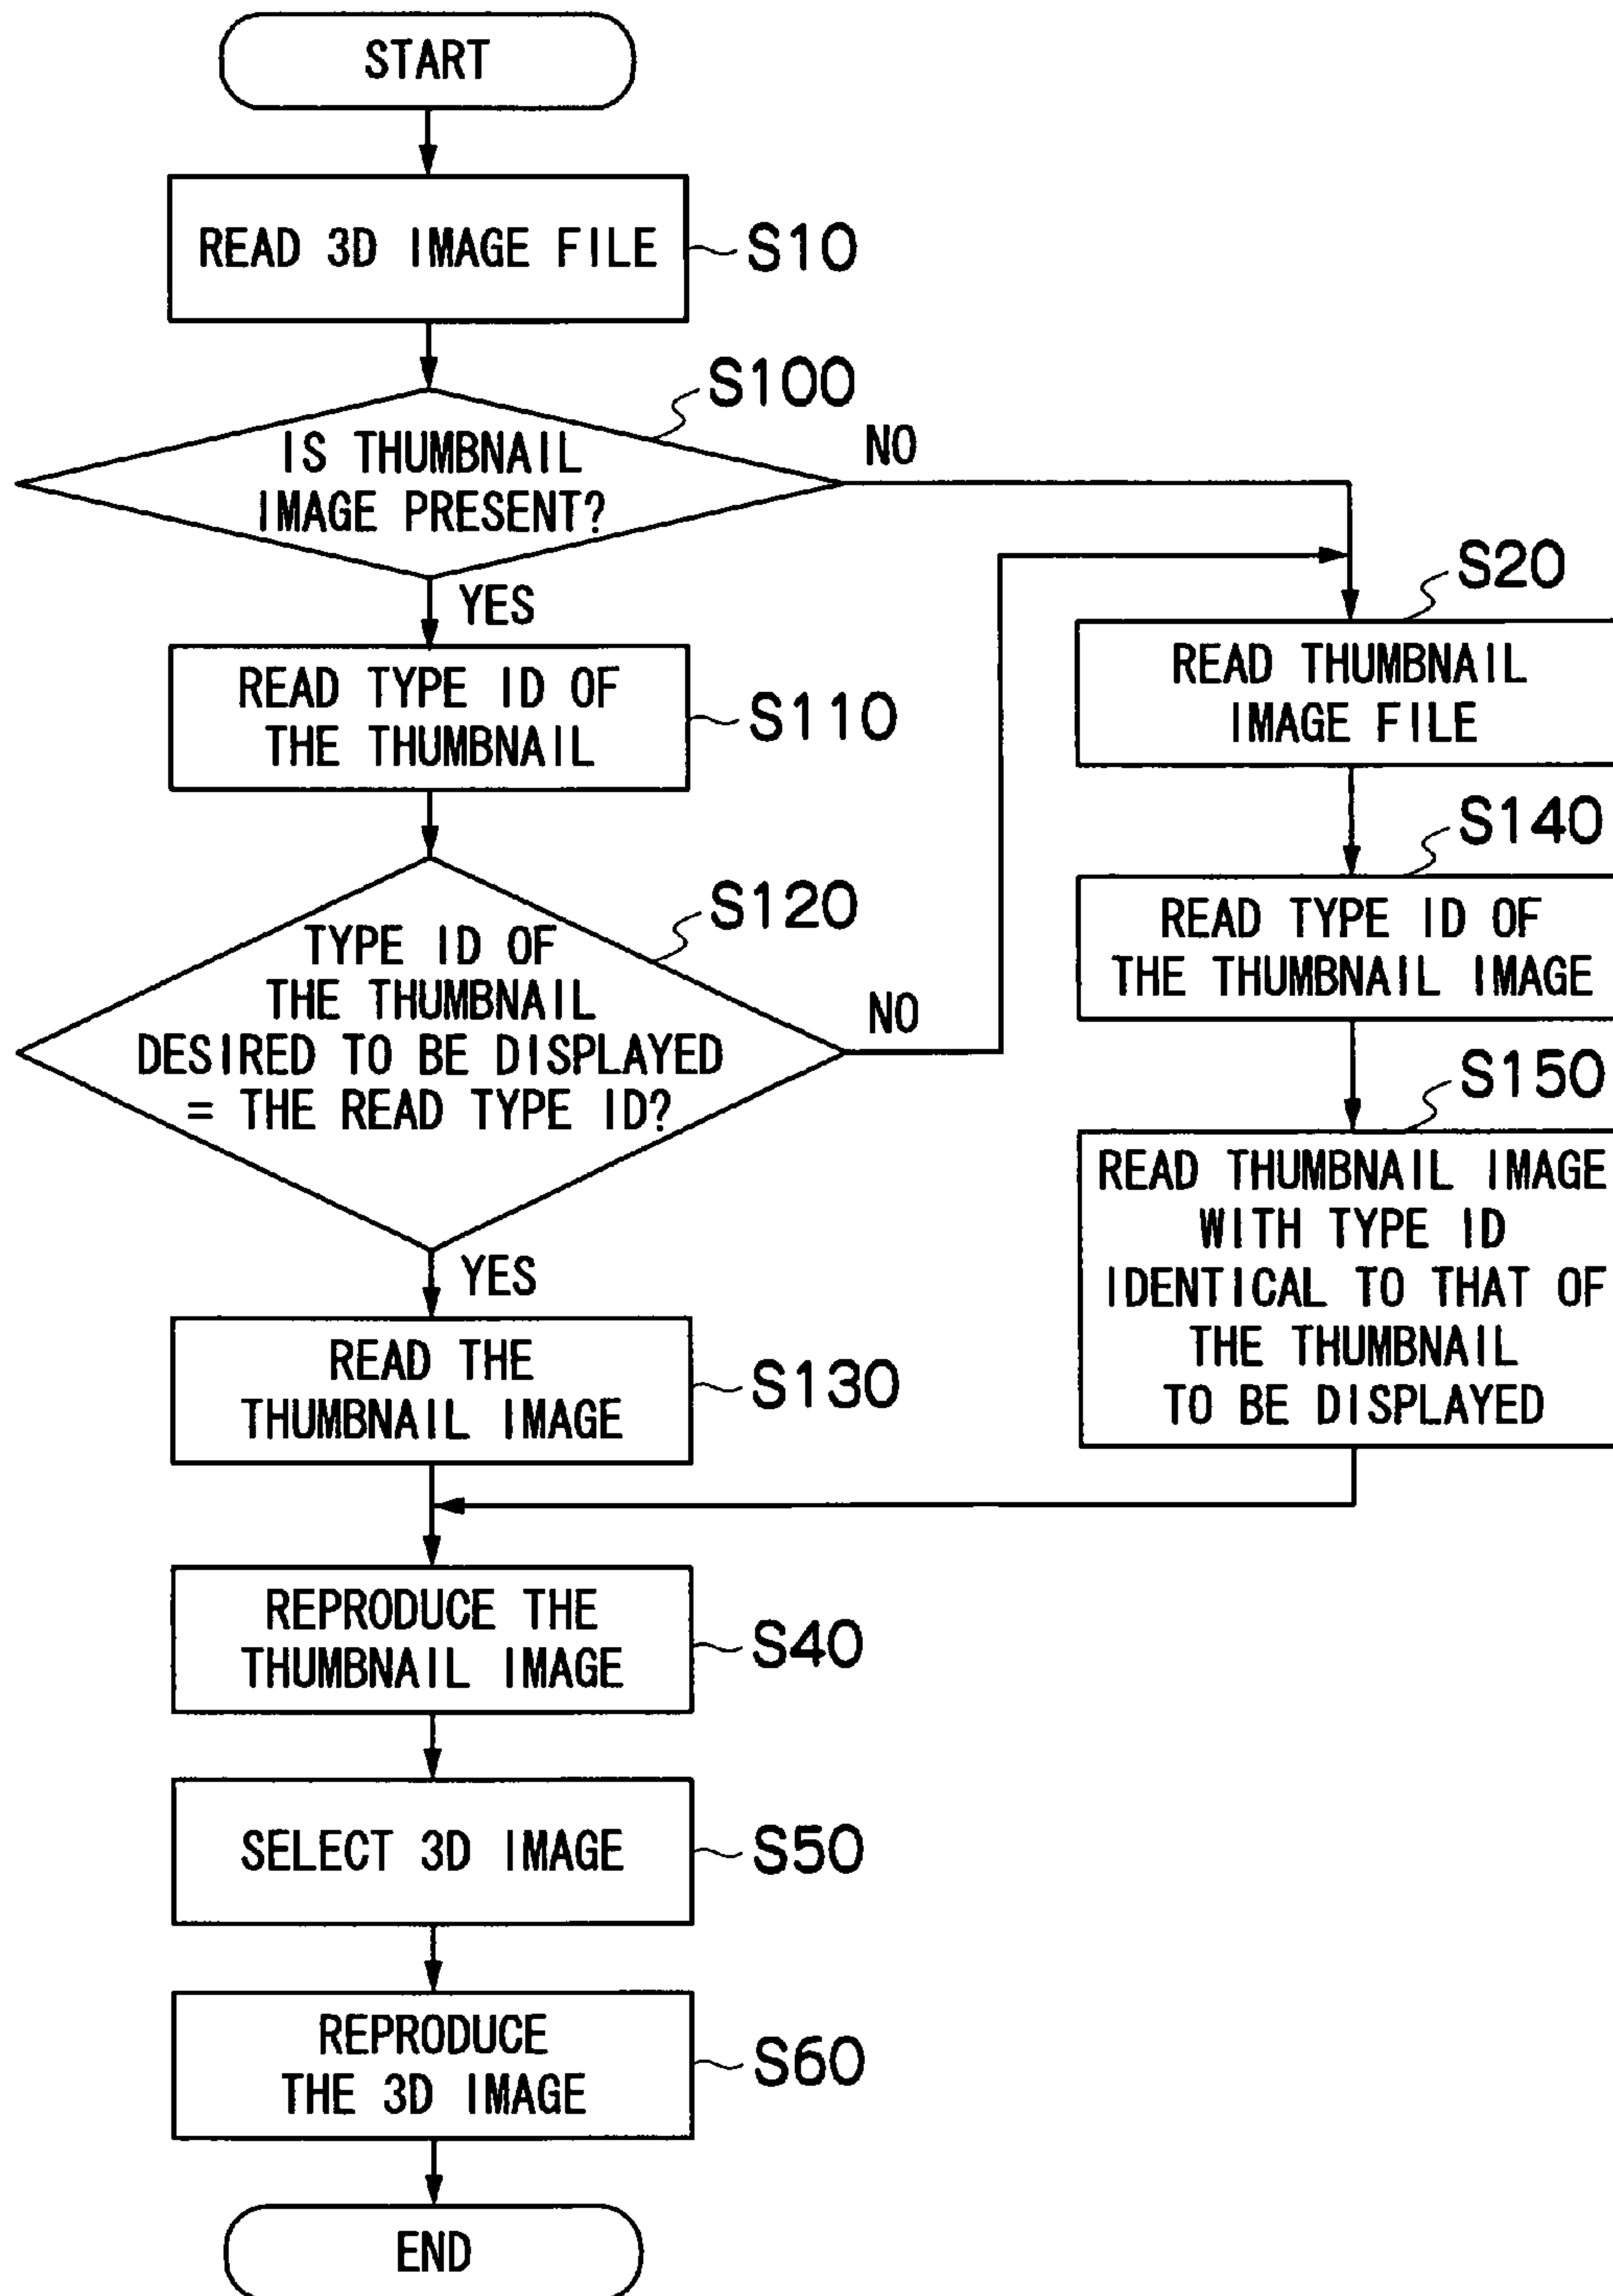 START
READ 3D IMAGE FILE
S10
S100
IS THUMBNAIL
IMAGE PRESENT?
NO
YES
READ TYPE ID OF
THE THUMBNAIL
S110
S120
TYPE ID OF
THE THUMBNAIL
DESIRED TO BE DISPLAYED
= THE READ TYPE ID?
NO
YES
READ THE
THUMBNAIL IMAGE
S130
S20
READ THUMBNAIL
IMAGE FILE
S140
READ TYPE ID OF
THE THUMBNAIL IMAGE
S150
READ THUMBNAIL IMAGE
WITH TYPE ID
IDENTICAL TO THAT OF
THE THUMBNAIL
TO BE DISPLAYED
REPRODUCE THE
THUMBNAIL IMAGE
S40
SELECT 3D IMAGE
S50
REPRODUCE
THE 3D IMAGE
S60
END